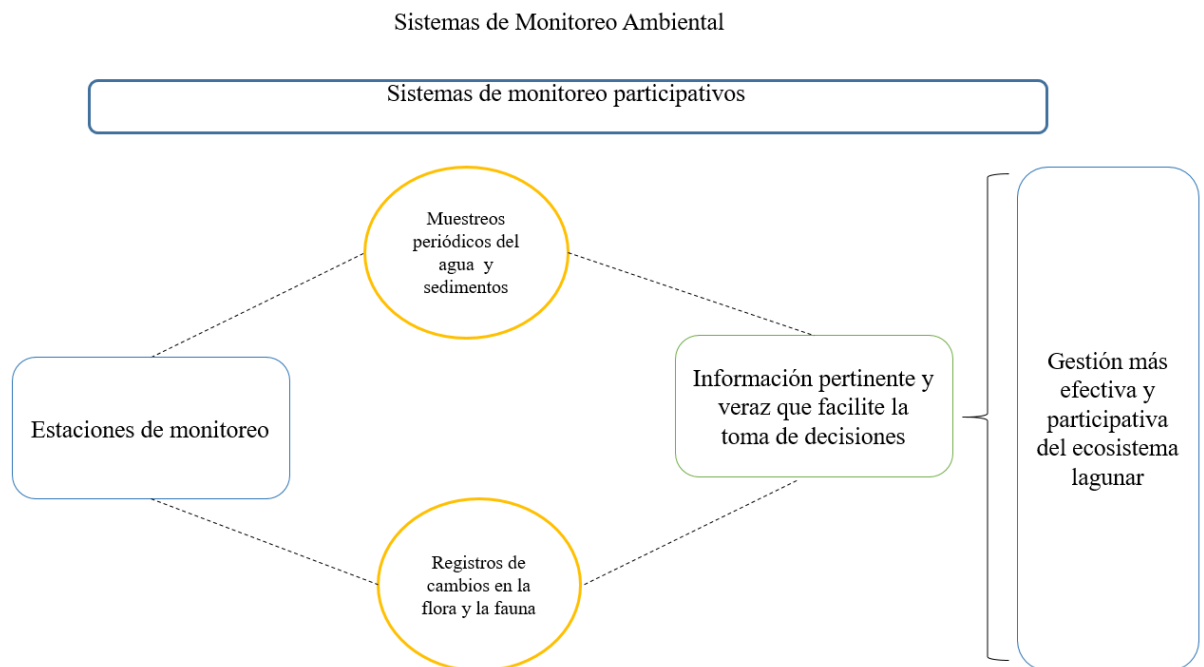 Sistemas de Monitoreo Ambiental
Sistemas de monitoreo participativos
Muestreos
periódicos del
agua y
sedimentos
Estaciones de monitoreo
Información pertinente y
veraz que facilite la
toma de decisiones
Gestión más
efectiva y
participativa
del ecosistema
lagunar
Registros de
cambios en la
flora y la fauna